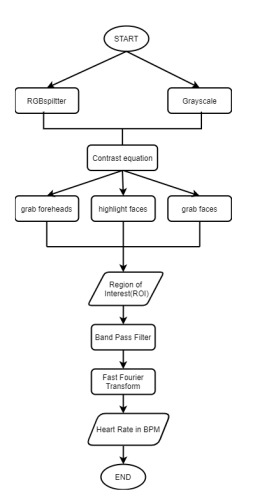 START
RGBsplitter
Grayscale
Contrast equation
grab foreheads
highlight faces
grab faces
Region of
Interest(ROI)
Band Pass Filter
Fast Fourier
Transform
Heart Rate in BPM
END